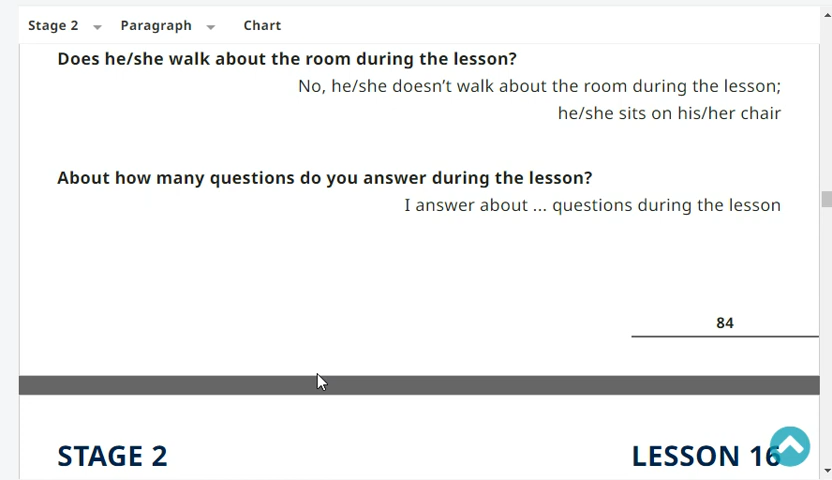 Stage 2 Paragraph Chart
Does he/she walk about the room during the lesson?
No, he/she doesn’t walk about the room during the lesson;
he/she sits on his/her chair
About how many questions do you answer during the lesson?
I answer about ... questions during the lesson
84
STAGE 2 LESSON 16